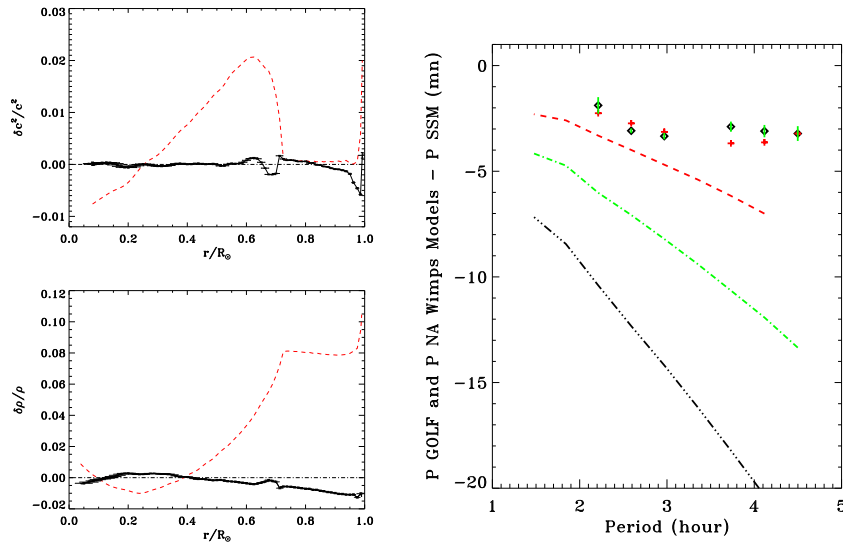 δc²/c²
0.03
0.02
0.01
0.00
−0.01
0.0 0.2 0.4 0.6 0.8 1.0
r/R⊙
δρ/ρ
0.12
0.10
0.08
0.06
0.04
0.02
0.00
−0.02
0.0 0.2 0.4 0.6 0.8 1.0
r/R⊙
P GOLF and P NA Wimps Models - P SSM (mn)
0
−5
−10
−15
−20
1 2 3 4 5
Period (hour)